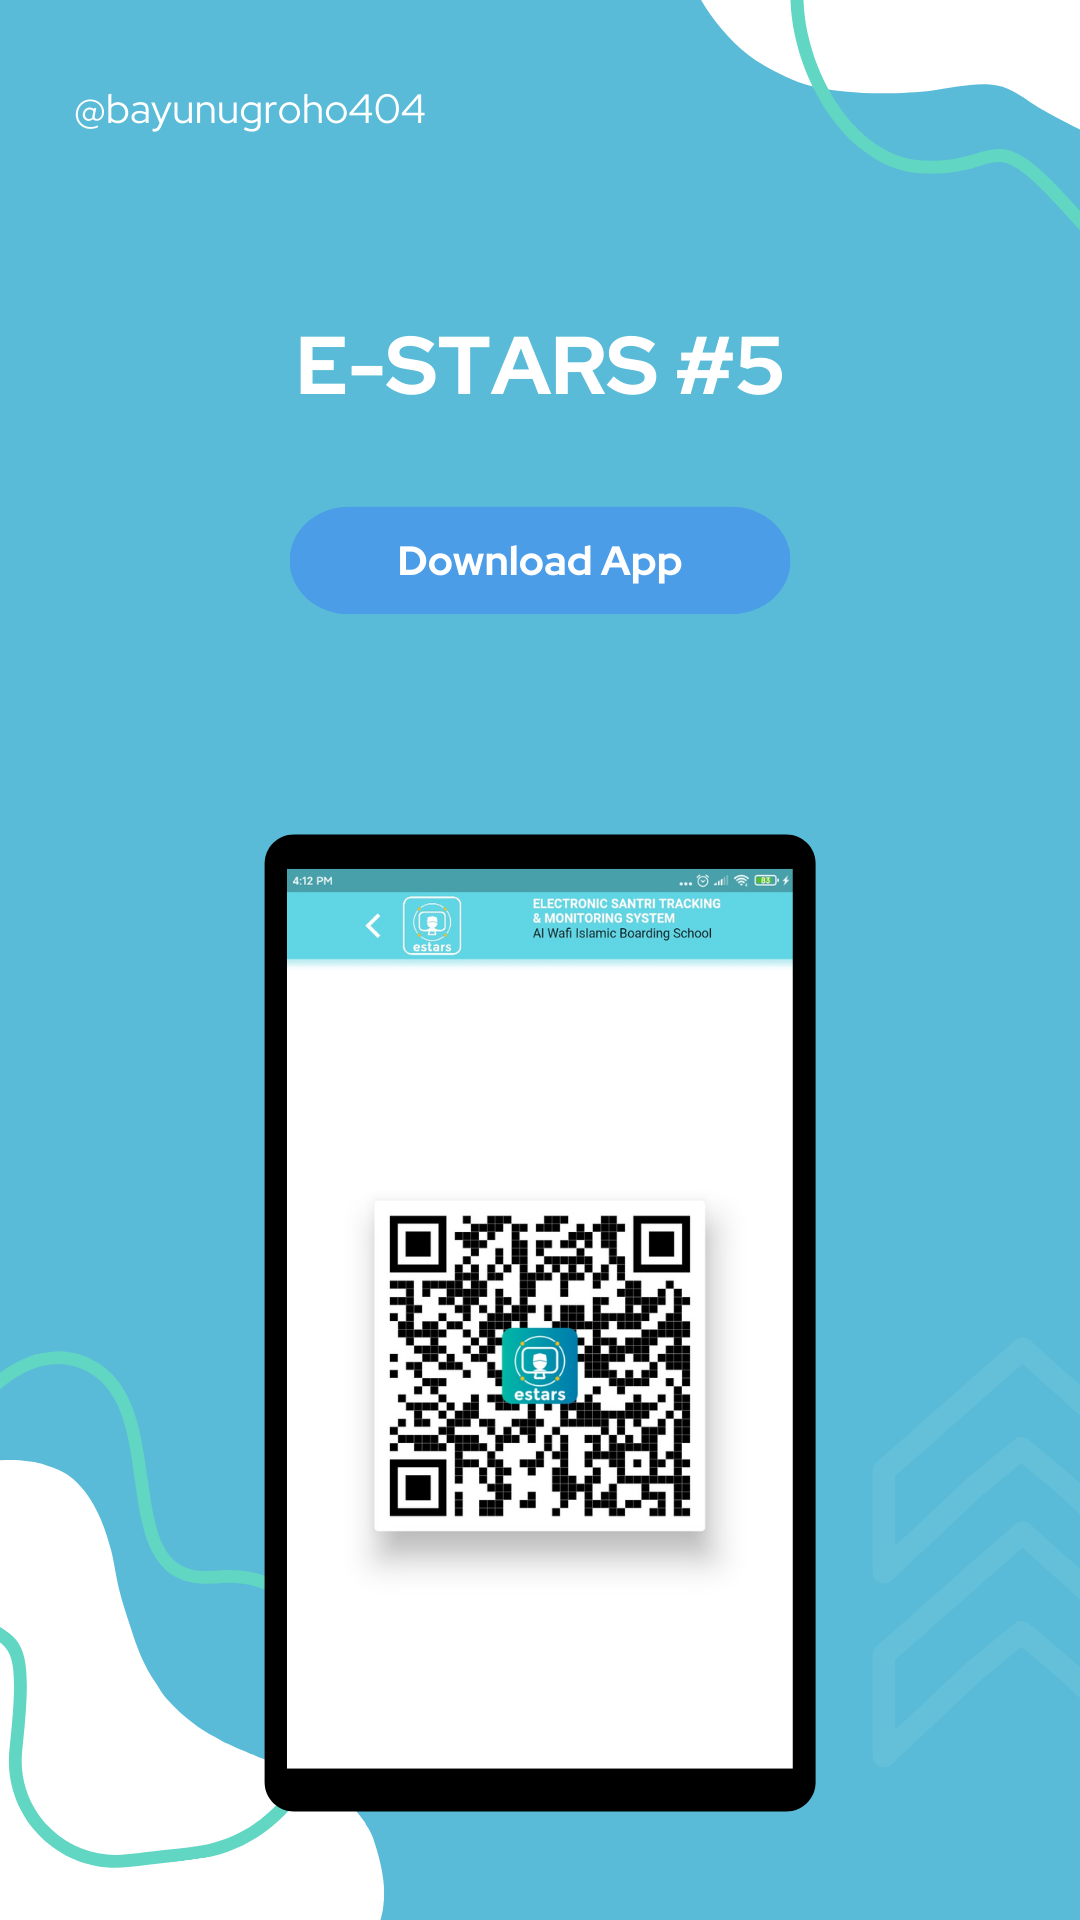 @bayunugroho404
E-STARS #5
Download App
4:12 PM
83
estars
ELECTRONIC SANTRI TRACKING
& MONITORING SYSTEM
Al Wafi Islamic Boarding School
estars